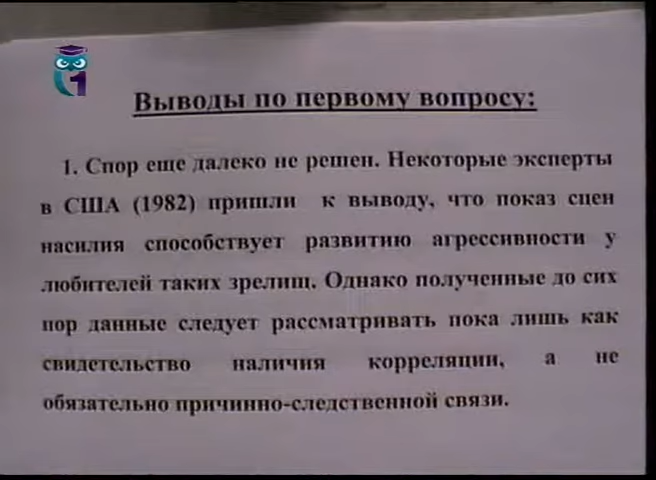 1
Выводы по первому вопросу:
1. Спор еще далеко не решен. Некоторые эксперты
в США (1982) пришли к выводу, что показ сцен
насилия способствует развитию агрессивности у
любителей таких зрелищ. Однако полученные до сих
пор данные следует рассматривать пока лишь как
свидетельство наличия корреляции, а не
обязательно причинно-следственной связи.